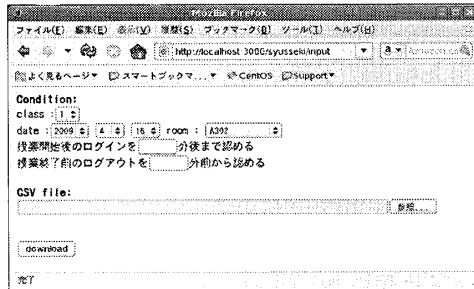 Mozilla Firefox
ファイル(F) 編集(E) 表示(V) 履歴(S) ブックマーク(B) ツール(T) ヘルプ(H)
http://localhost:3000/syusseki/input
よく見るページ▼ スマートブックマ...▼ CentOS Support▼
Condition:
class : 1
date : 2009 4 16 room : A302
授業開始後のログインを 分後まで認める
授業終了前のログアウトを 分前から認める
CSV file:
参照...
download
完了